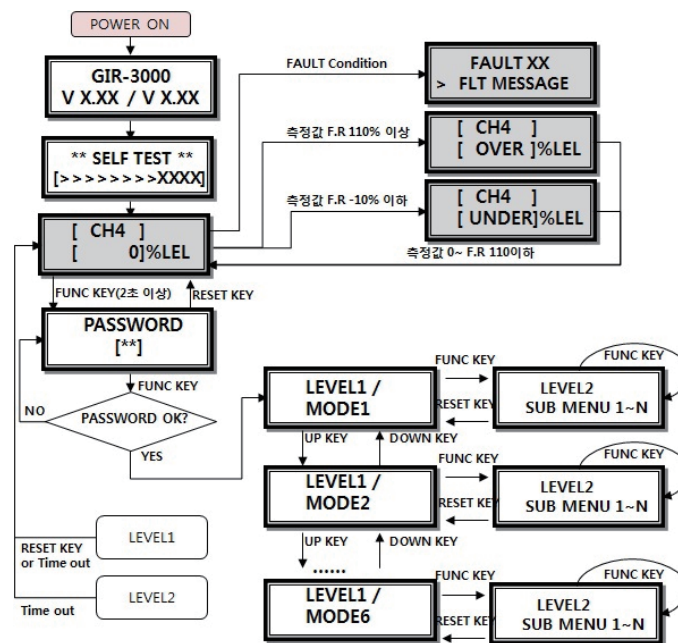 POWER ON
GIR-3000
V X.XX / V X.XX
FAULT Condition
FAULT XX
> FLT MESSAGE
** SELF TEST **
[>>>>>>>>XXXX]
측정값 F.R 110% 이상
[ CH4 ]
[ OVER ]%LEL
측정값 F.R -10% 이하
[ CH4 ]
[ UNDER]%LEL
[ CH4 ]
[ 0]%LEL
측정값 0~ F.R 110이하
FUNC KEY(2초 이상)
RESET KEY
PASSWORD
[**]
FUNC KEY
NO
PASSWORD OK?
YES
LEVEL1 /
MODE1
FUNC KEY
RESET KEY
FUNC KEY
LEVEL2
SUB MENU 1~N
UP KEY
DOWN KEY
LEVEL1 /
MODE2
FUNC KEY
RESET KEY
FUNC KEY
LEVEL2
SUB MENU 1~N
UP KEY
DOWN KEY
......
LEVEL1 /
MODE6
FUNC KEY
RESET KEY
FUNC KEY
LEVEL2
SUB MENU 1~N
LEVEL1
RESET KEY
or Time out
LEVEL2
Time out